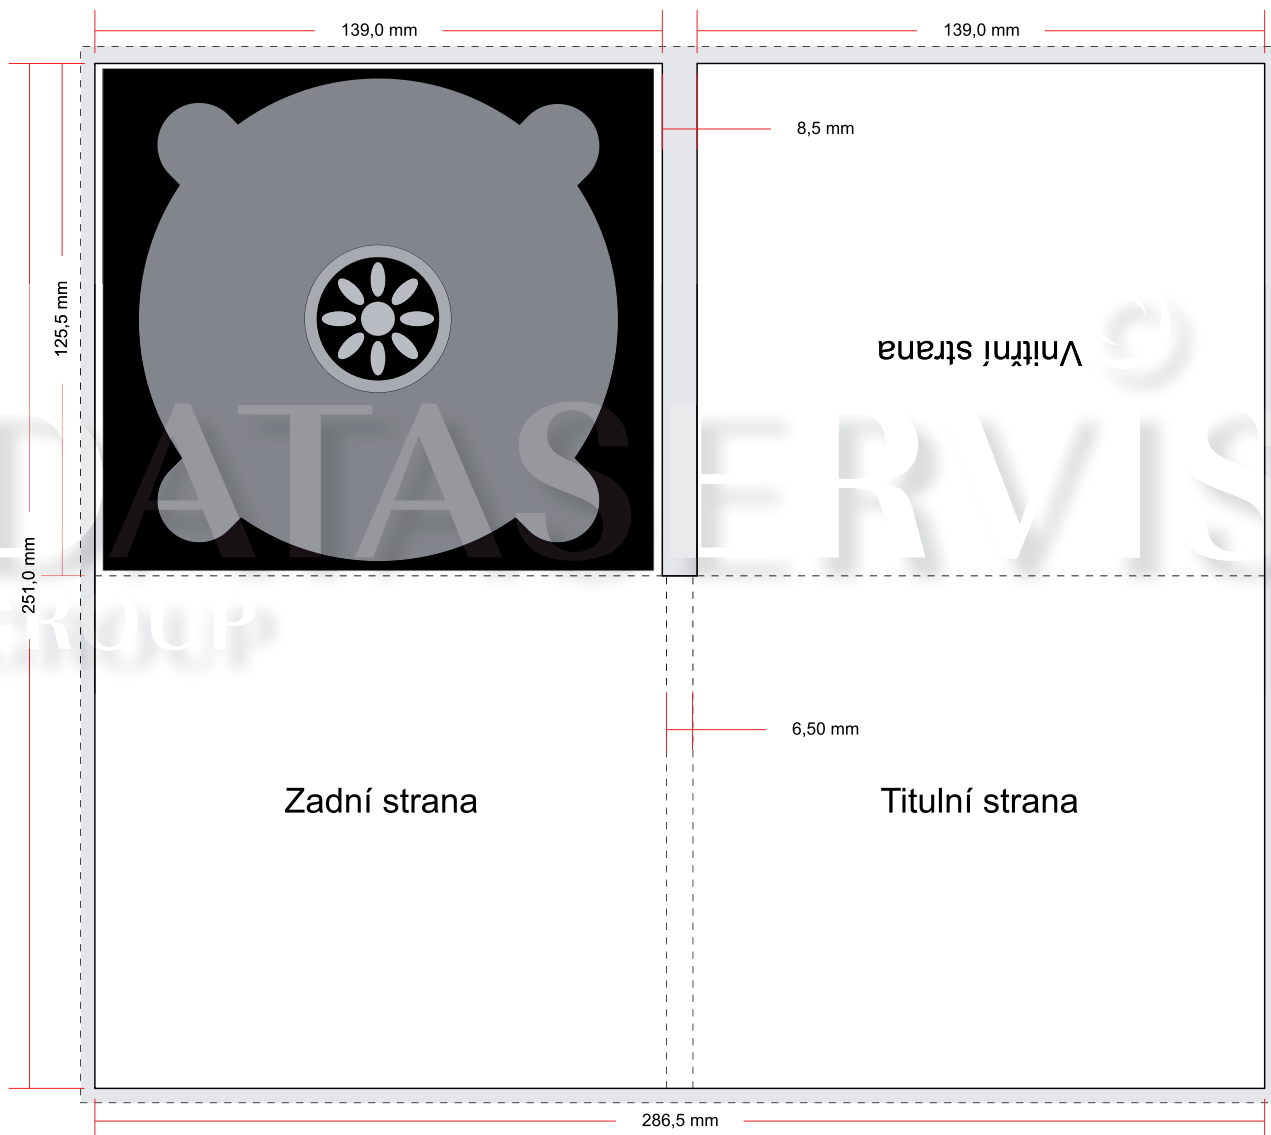 139,0 mm
139,0 mm
8,5 mm
125,5 mm
Vnitřní strana
DATASERVIS
251,0 mm
GROUP
6,50 mm
Zadní strana
Titulní strana
286,5 mm